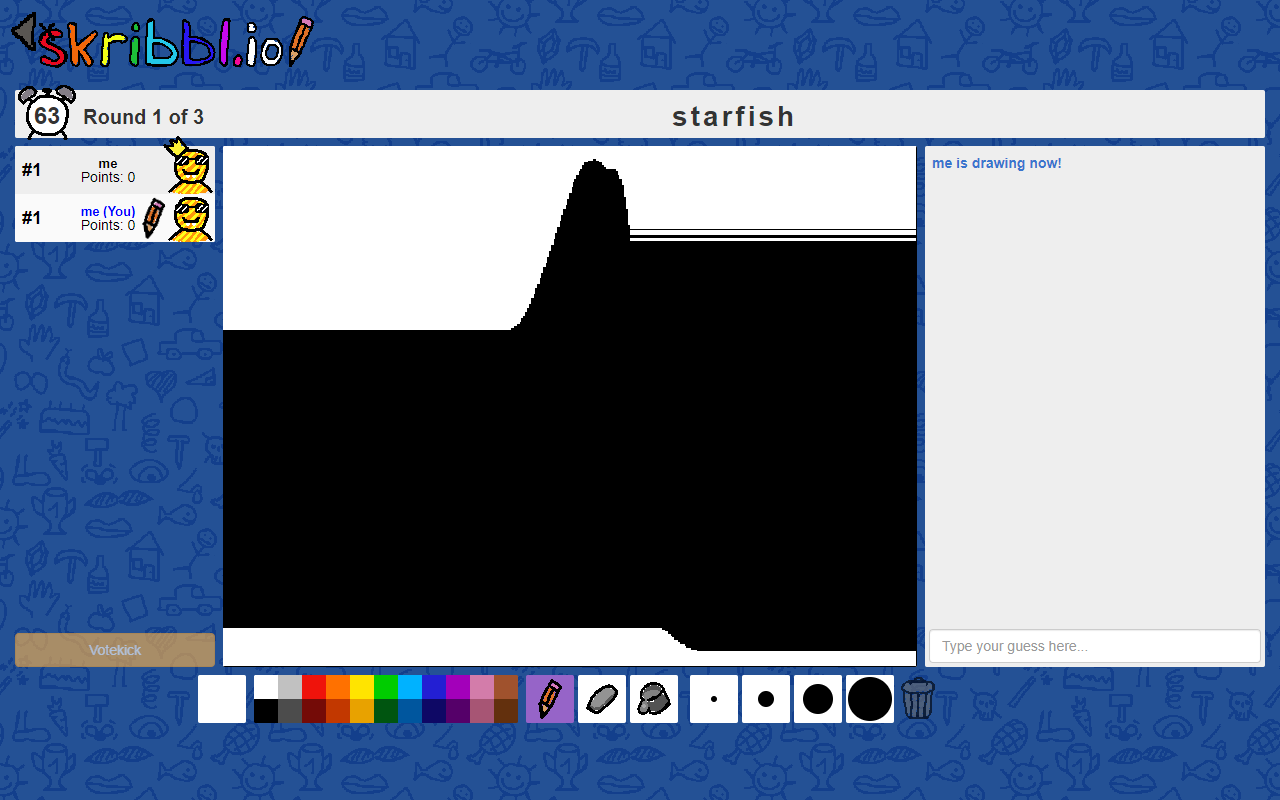 skribbl.io
63
Round 1 of 3
starfish
#1
me
Points: 0
#1
me (You)
Points: 0
me is drawing now!
Votekick
Type your guess here...